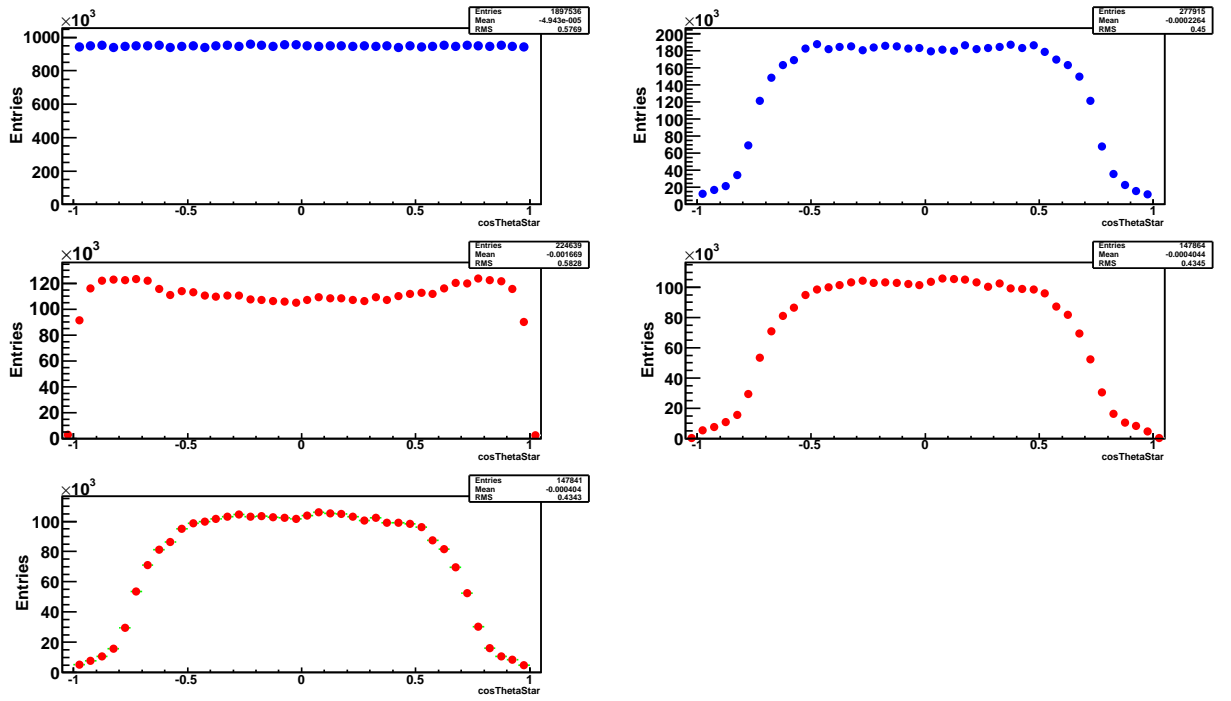 Entries 1897536
Mean -4.943e-005
RMS 0.5769
×10³
1000
800
600
400
200
0
Entries
-1 -0.5 0 0.5 1
cosThetaStar
Entries 277915
Mean -0.0002264
RMS 0.45
×10³
200
180
160
140
120
100
80
60
40
20
0
Entries
-1 -0.5 0 0.5 1
cosThetaStar
Entries 224639
Mean -0.001669
RMS 0.5828
×10³
120
100
80
60
40
20
0
Entries
-1 -0.5 0 0.5 1
cosThetaStar
Entries 147864
Mean -0.0004044
RMS 0.4345
×10³
100
80
60
40
20
0
Entries
-1 -0.5 0 0.5 1
cosThetaStar
Entries 147841
Mean -0.000404
RMS 0.4343
×10³
100
80
60
40
20
0
Entries
-1 -0.5 0 0.5 1
cosThetaStar